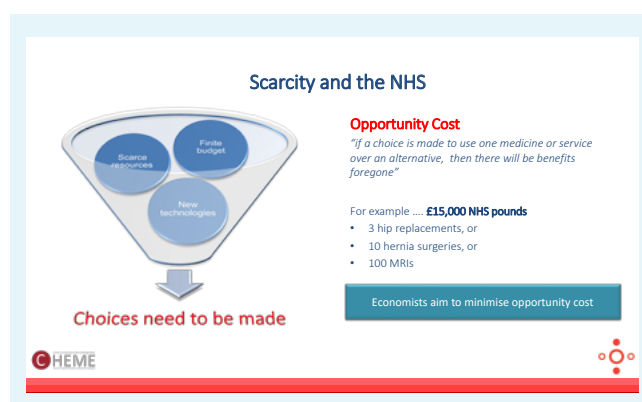 Scarcity and the NHS
Scarce
resources
Finite
budget
New
technologies
Choices need to be made
Opportunity Cost
“if a choice is made to use one medicine or service
over an alternative,  then there will be benefits
foregone”
For example .... £15,000 NHS pounds
• 3 hip replacements, or
• 10 hernia surgeries, or
• 100 MRIs
Economists aim to minimise opportunity cost
CHEME